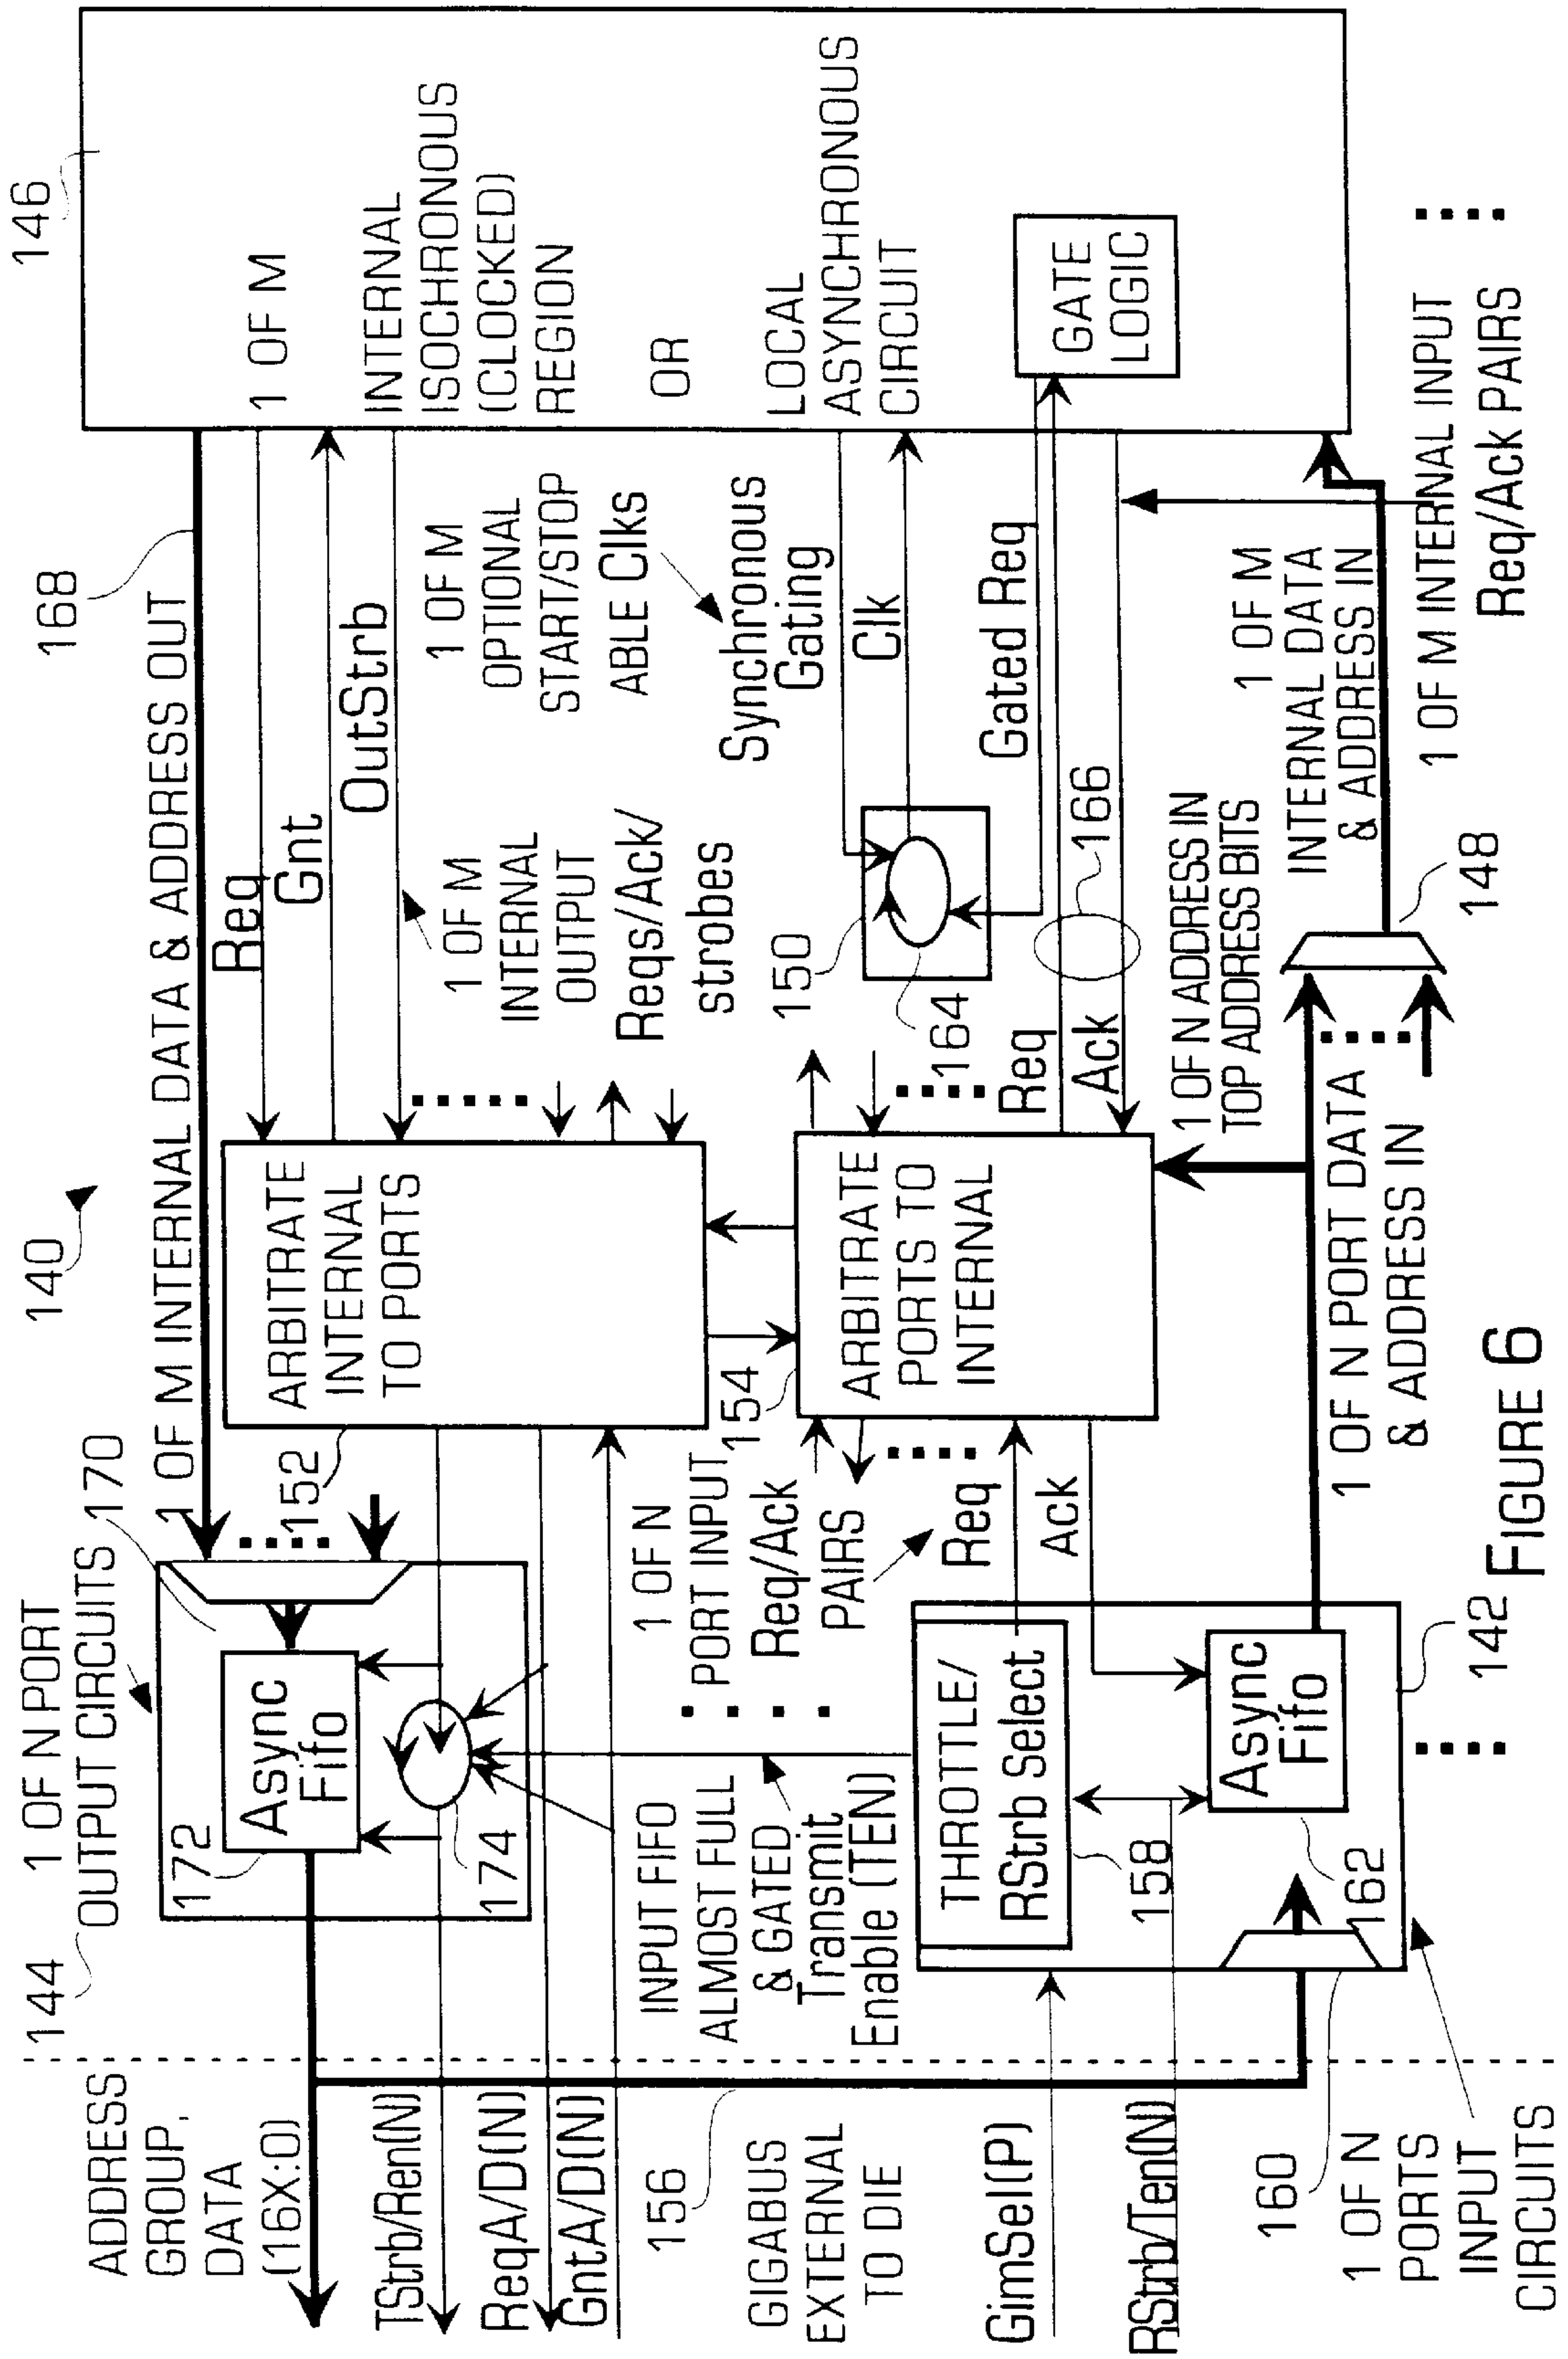 ADDRESS
GROUP,
DATA
(16X:0)
TStrb/Ren(N)
ReqA/D(N)
GntA/D(N)
156
GIGABUS
EXTERNAL
TO DIE
GimSel(P)
RStrb/Ten(N)
160
1 OF N
PORTS
INPUT
CIRCUITS
144
1 OF N PORT
OUTPUT CIRCUITS
170
172
Async
Fifo
174
INPUT FIFO
ALMOST FULL
& GATED
Transmit
Enable (TEN)
THROTTLE/
RStrb Select
158
Async
Fifo
162
142
1 OF N
PORT INPUT
Req/Ack
PAIRS
Req
Ack
140
1 OF M INTERNAL DATA & ADDRESS OUT
168
152
ARBITRATE
INTERNAL
TO PORTS
154
ARBITRATE
PORTS TO
INTERNAL
1 OF N PORT DATA
& ADDRESS IN
Req
Gnt
OutStrb
1 OF M
INTERNAL
OUTPUT
Reqs/Ack/
strobes
1 OF M
OPTIONAL
START/STOP
ABLE Clks
Synchronous
Gating
Clk
150
164
Gated Req
Req
Ack
166
1 OF N ADDRESS IN
TOP ADDRESS BITS
148
1 OF M
INTERNAL DATA
& ADDRESS IN
1 OF M INTERNAL INPUT
Req/Ack PAIRS
146
1 OF M
INTERNAL
ISOCHRONOUS
(CLOCKED)
REGION
OR
LOCAL
ASYNCHRONOUS
CIRCUIT
GATE
LOGIC
FIGURE 6